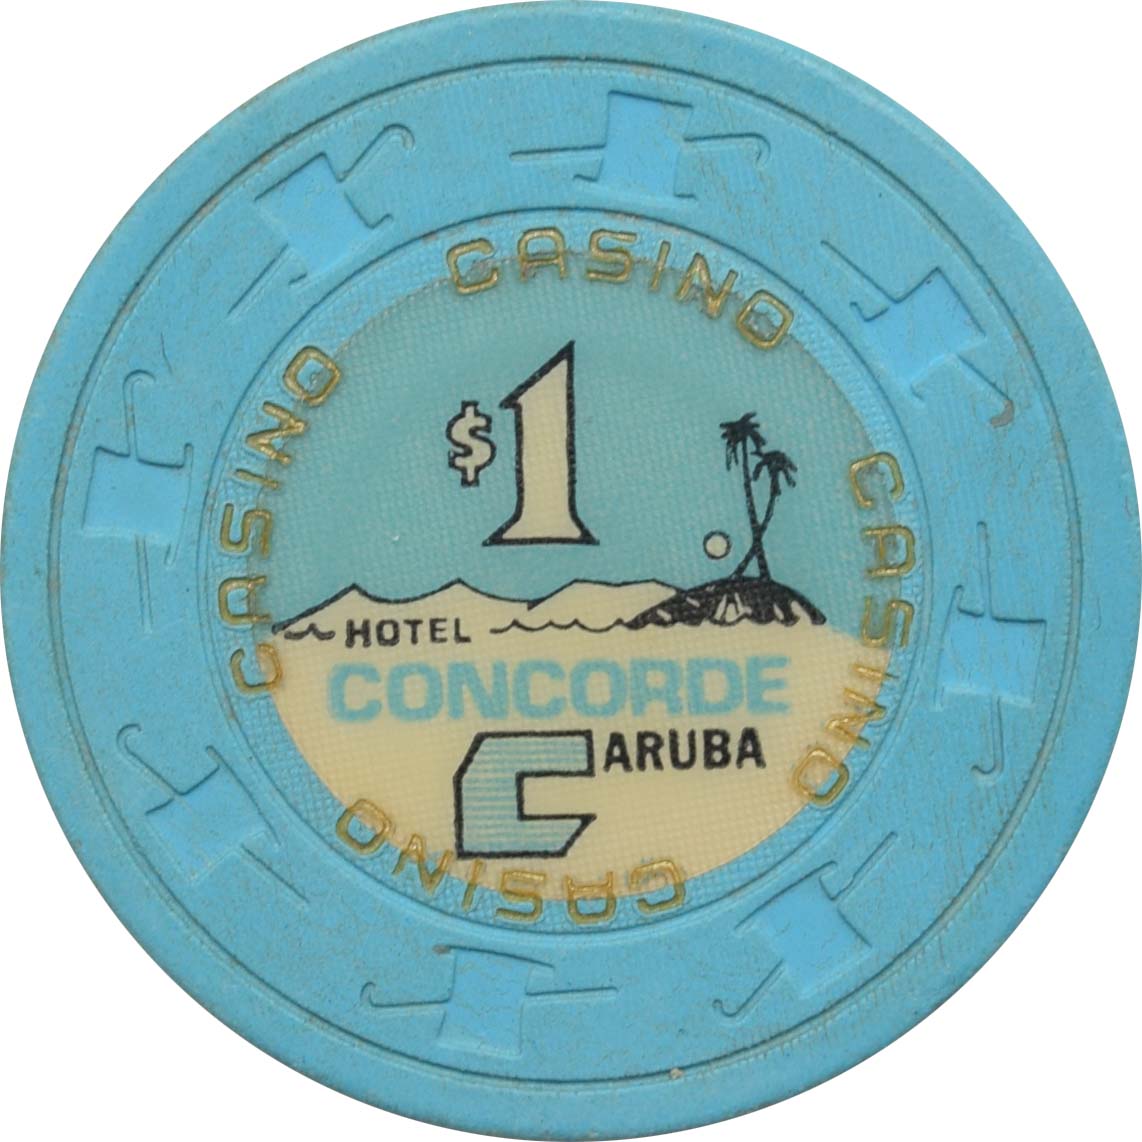 CASINO
CASINO
CASINO
CASINO
$1
HOTEL
CONCORDE
ARUBA